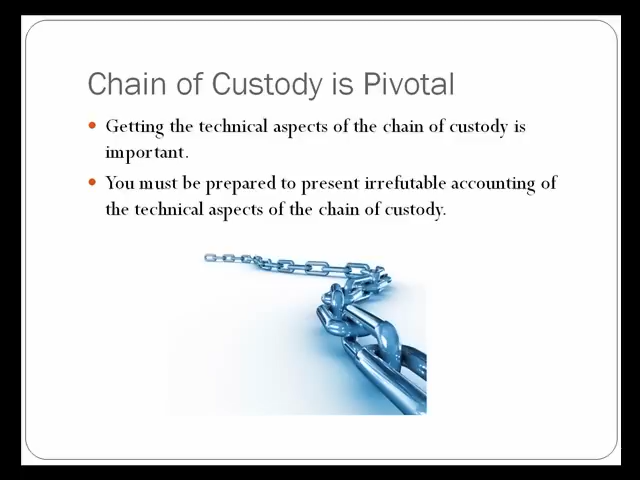 Chain of Custody is Pivotal
• Getting the technical aspects of the chain of custody is
important.
• You must be prepared to present irrefutable accounting of
the technical aspects of the chain of custody.